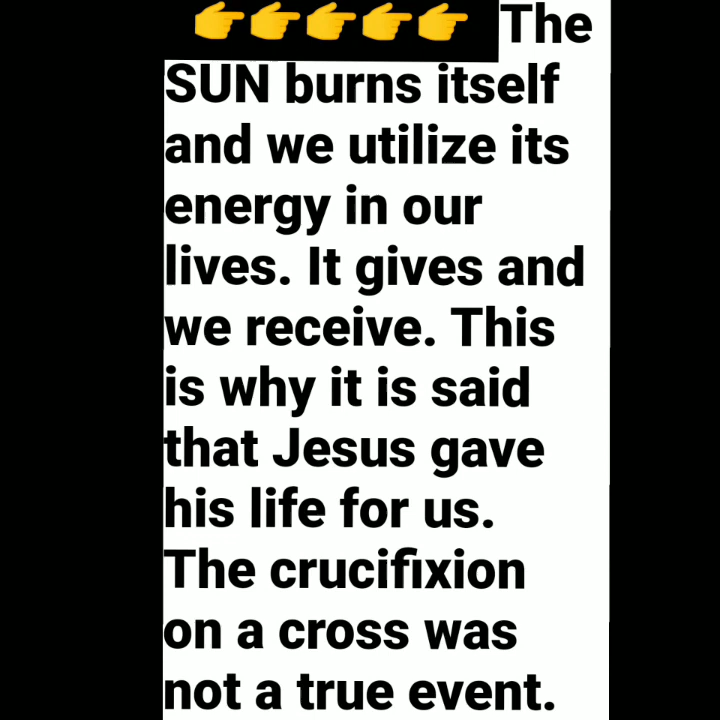 👉👉👉👉👉 The
SUN burns itself
and we utilize its
energy in our
lives. It gives and
we receive. This
is why it is said
that Jesus gave
his life for us.
The crucifixion
on a cross was
not a true event.